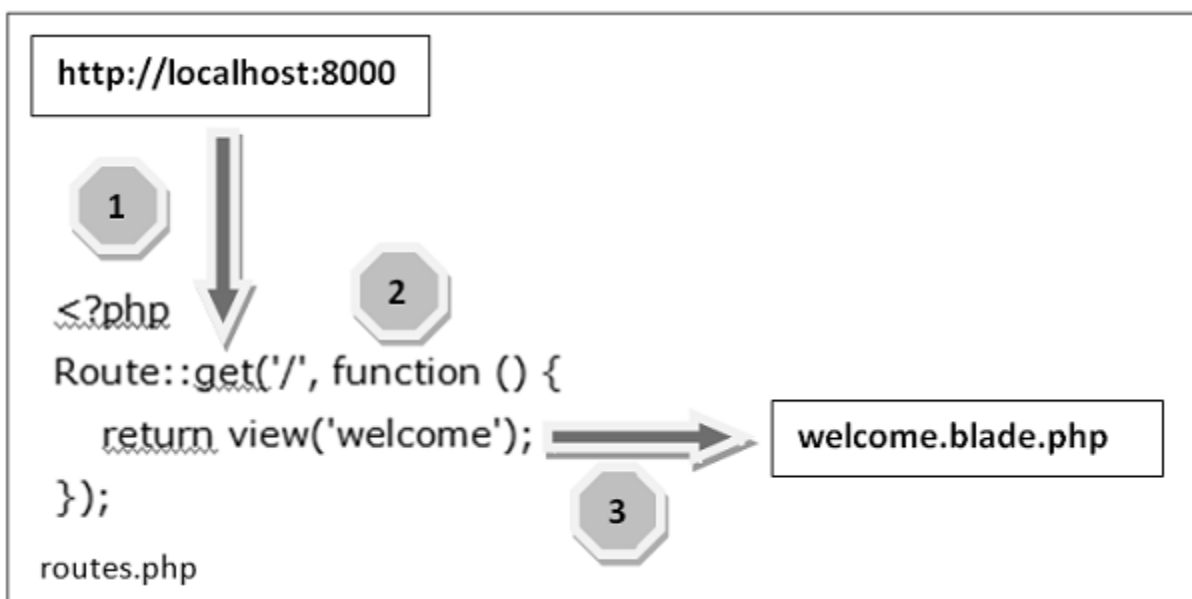 http://localhost:8000
1
2
<?php
Route::get('/', function () {
return view('welcome');
welcome.blade.php
});
3
routes.php